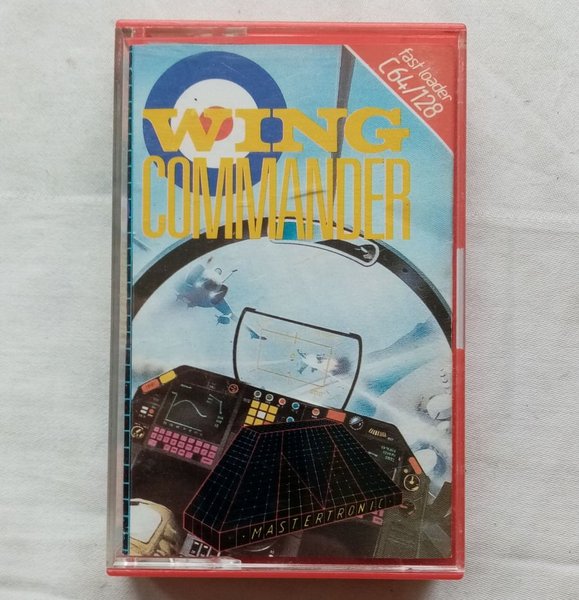 fast loader
C64/128
WING
COMMANDER
MASTERTRONIC